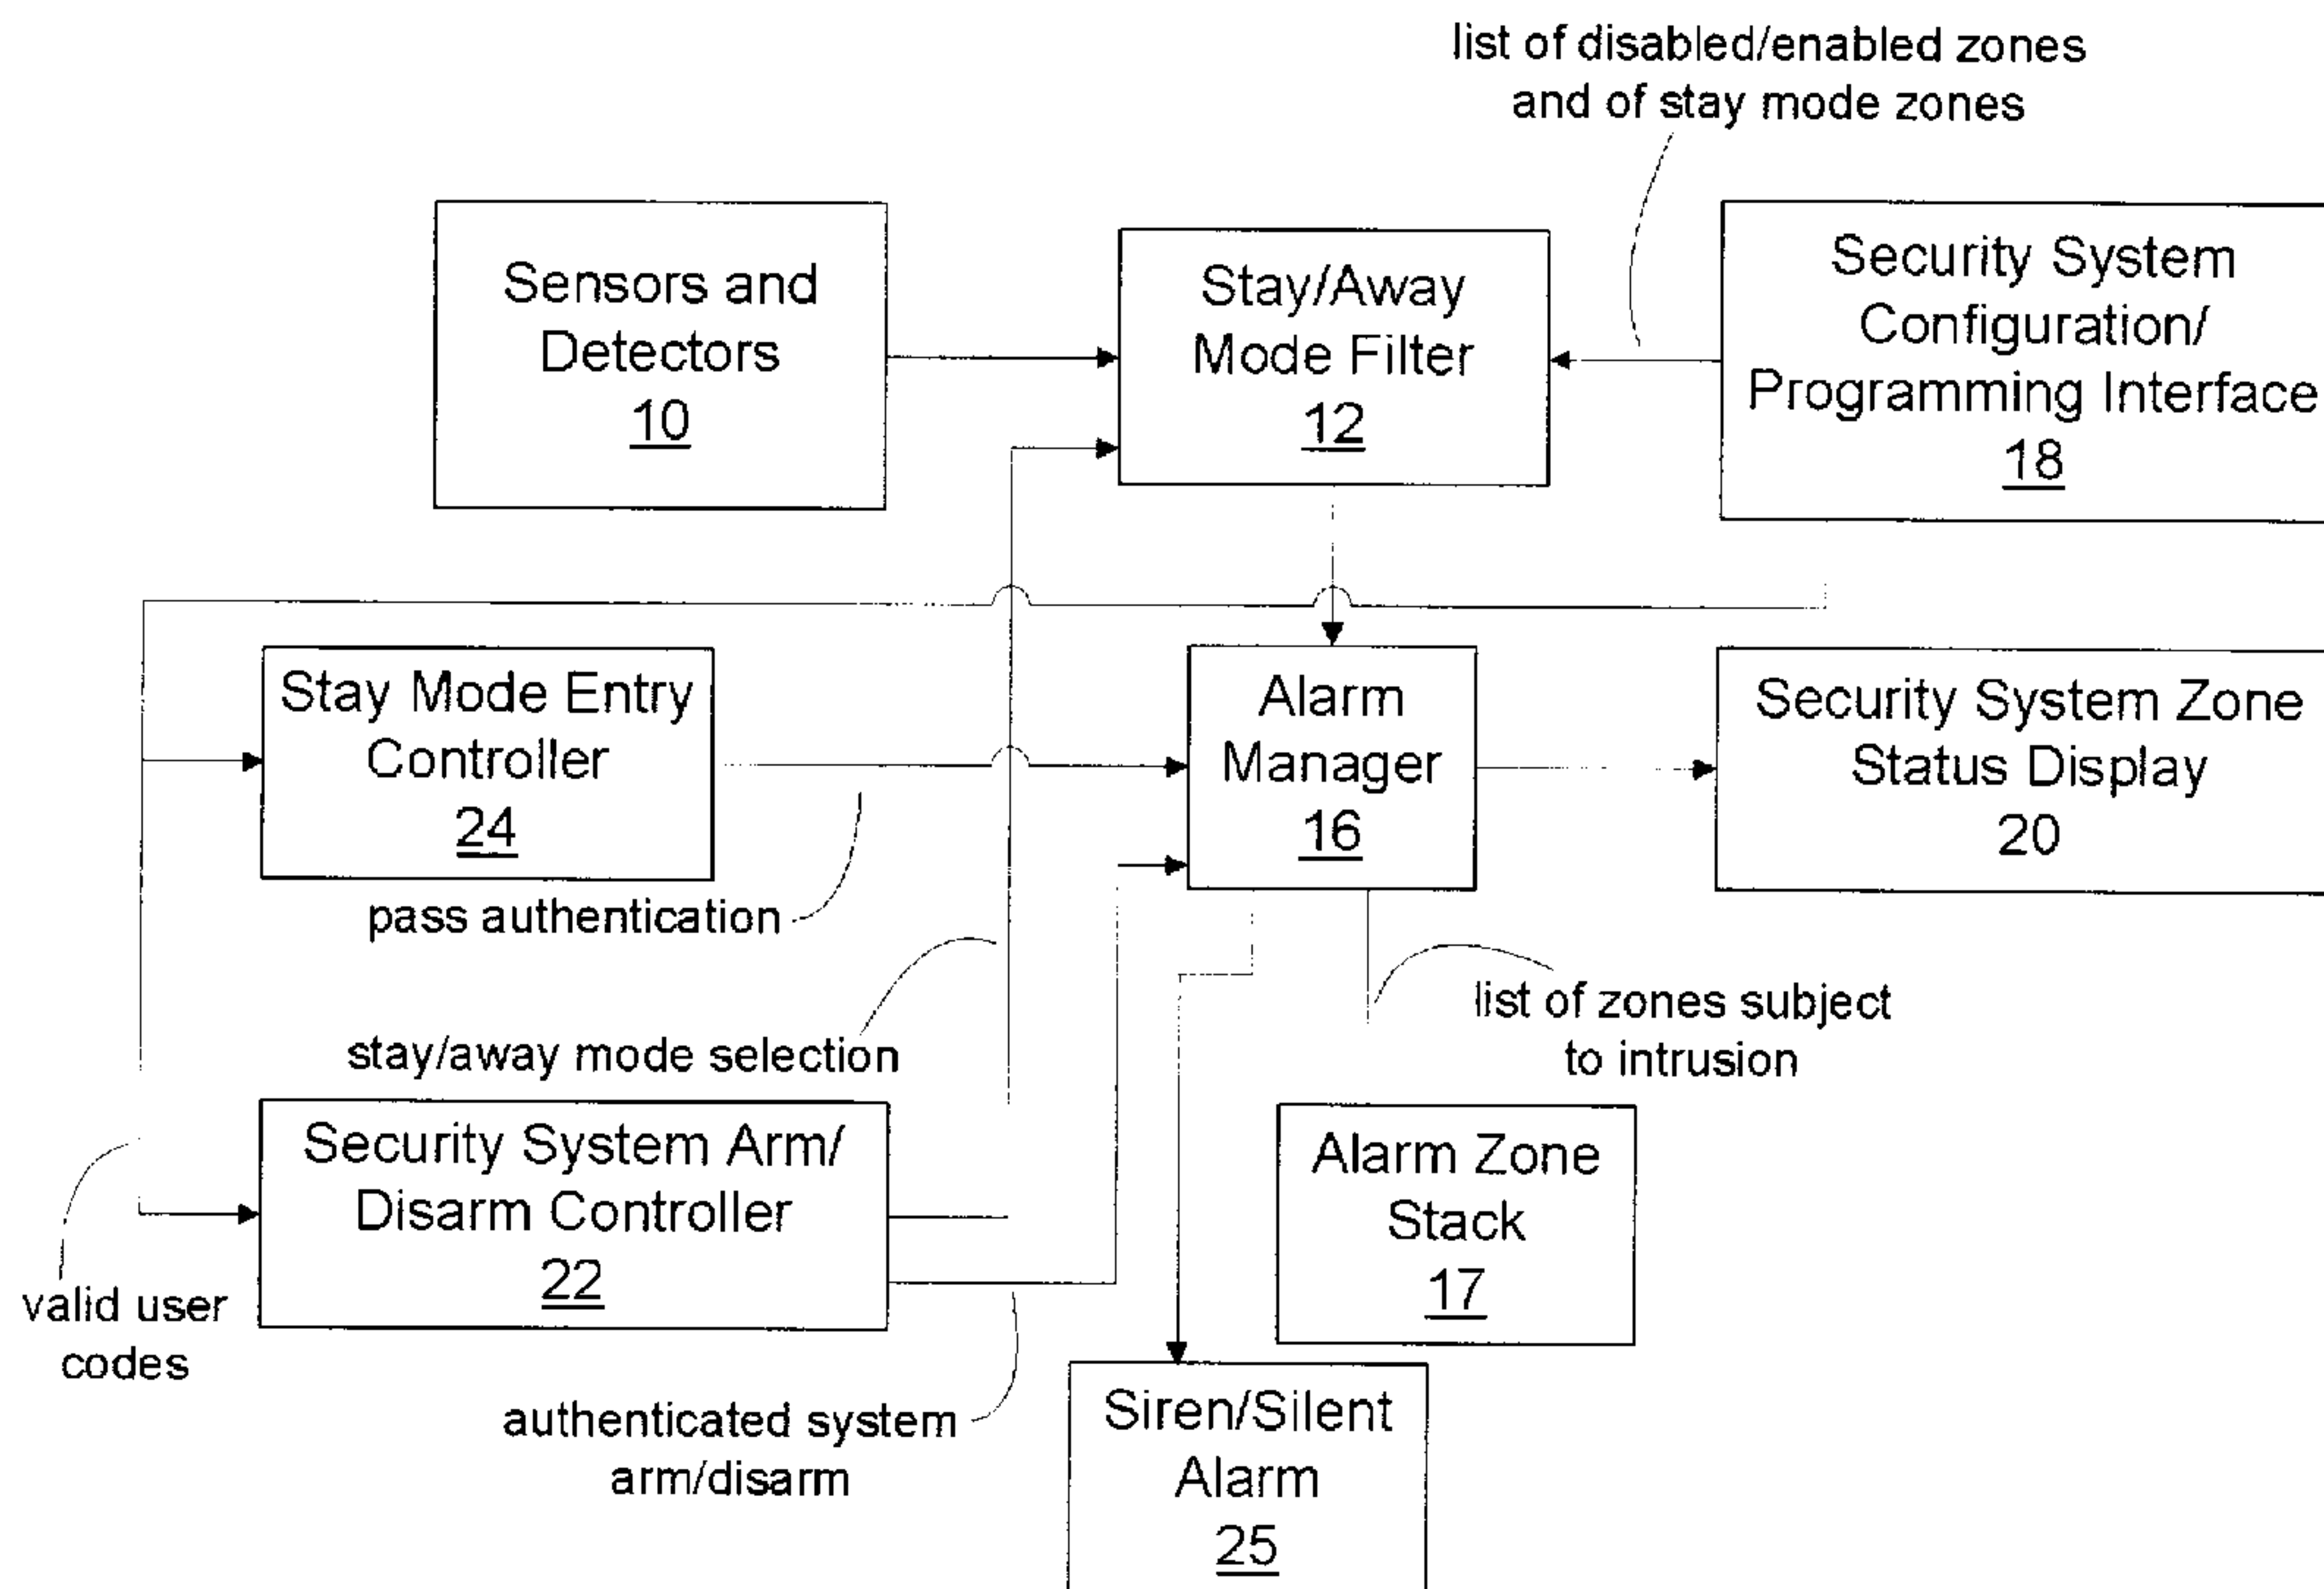 list of disabled/enabled zones
and of stay mode zones
Sensors and
Detectors
10
Stay/Away
Mode Filter
12
Security System
Configuration/
Programming Interface
18
Stay Mode Entry
Controller
24
Alarm
Manager
16
Security System Zone
Status Display
20
pass authentication
stay/away mode selection
list of zones subject
to intrusion
Security System Arm/
Disarm Controller
22
Alarm Zone
Stack
17
valid user
codes
authenticated system
arm/disarm
Siren/Silent
Alarm
25